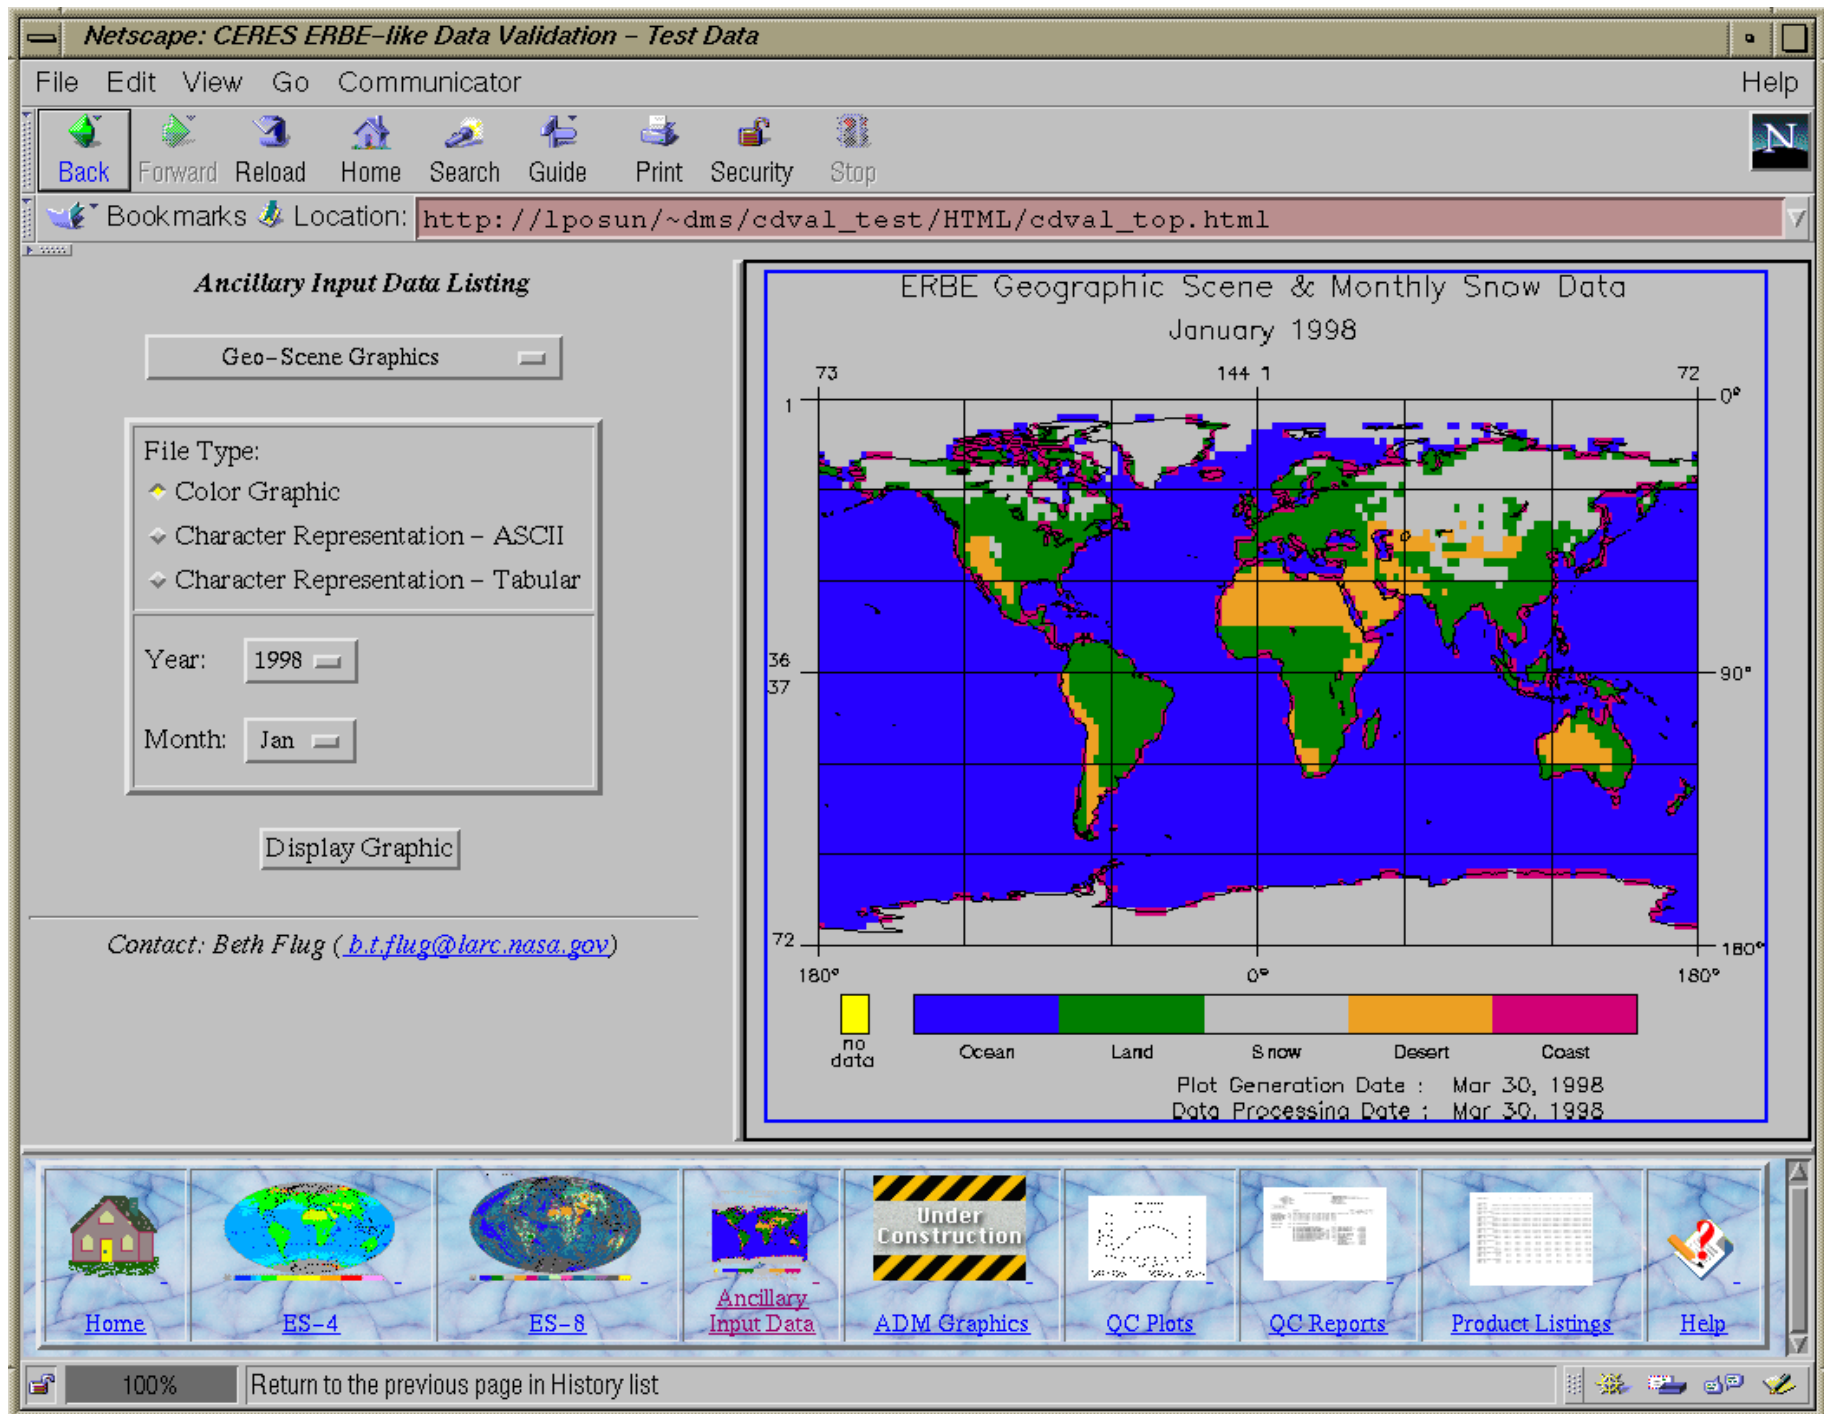 Netscape: CERES ERBE-like Data Validation - Test Data
File Edit View Go Communicator Help
Back Forward Reload Home Search Guide Print Security Stop
N
Bookmarks Location: http://lposun/~dms/cdval_test/HTML/cdval_top.html
Ancillary Input Data Listing
Geo-Scene Graphics
File Type:
Color Graphic
Character Representation - ASCII
Character Representation - Tabular
Year: 1998
Month: Jan
Display Graphic
Contact: Beth Flug ( b.t.flug@larc.nasa.gov)
ERBE Geographic Scene & Monthly Snow Data
January 1998
73 144 1 72
1 0°
36 90°
37
72 180°
180° 0° 180°
no data
Ocean Land Snow Desert Coast
Plot Generation Date : Mar 30, 1998
Data Processing Date : Mar 30, 1998
Under
Construction
Home
ES-4
ES-8
Ancillary
Input Data
ADM Graphics
QC Plots
QC Reports
Product Listings
Help
100% Return to the previous page in History list